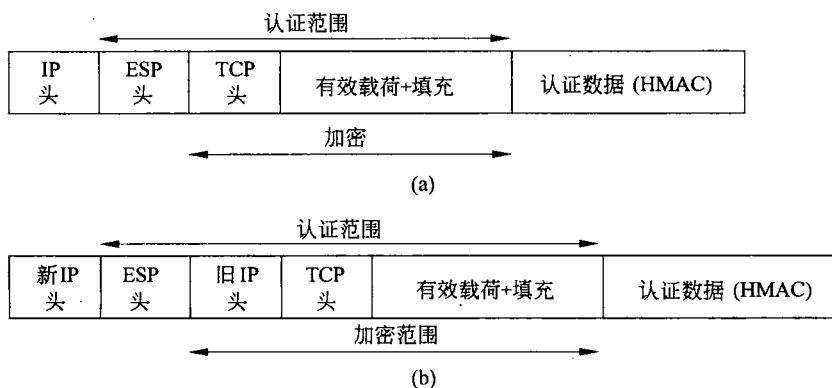 认证范围
IP
头
ESP
头
TCP
头
有效载荷+填充
认证数据 (HMAC)
加密
(a)
认证范围
新IP
头
ESP
头
旧IP
头
TCP
头
有效载荷+填充
认证数据 (HMAC)
加密范围
(b)